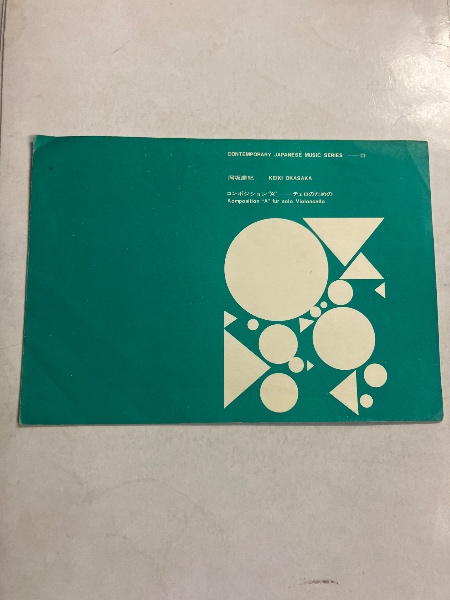 CONTEMPORARY JAPANESE MUSIC SERIES
岡坂慶紀 KEIKI OKASAKA
コンポジション"A"——チェロのための
Komposition "A" für solo Violoncello